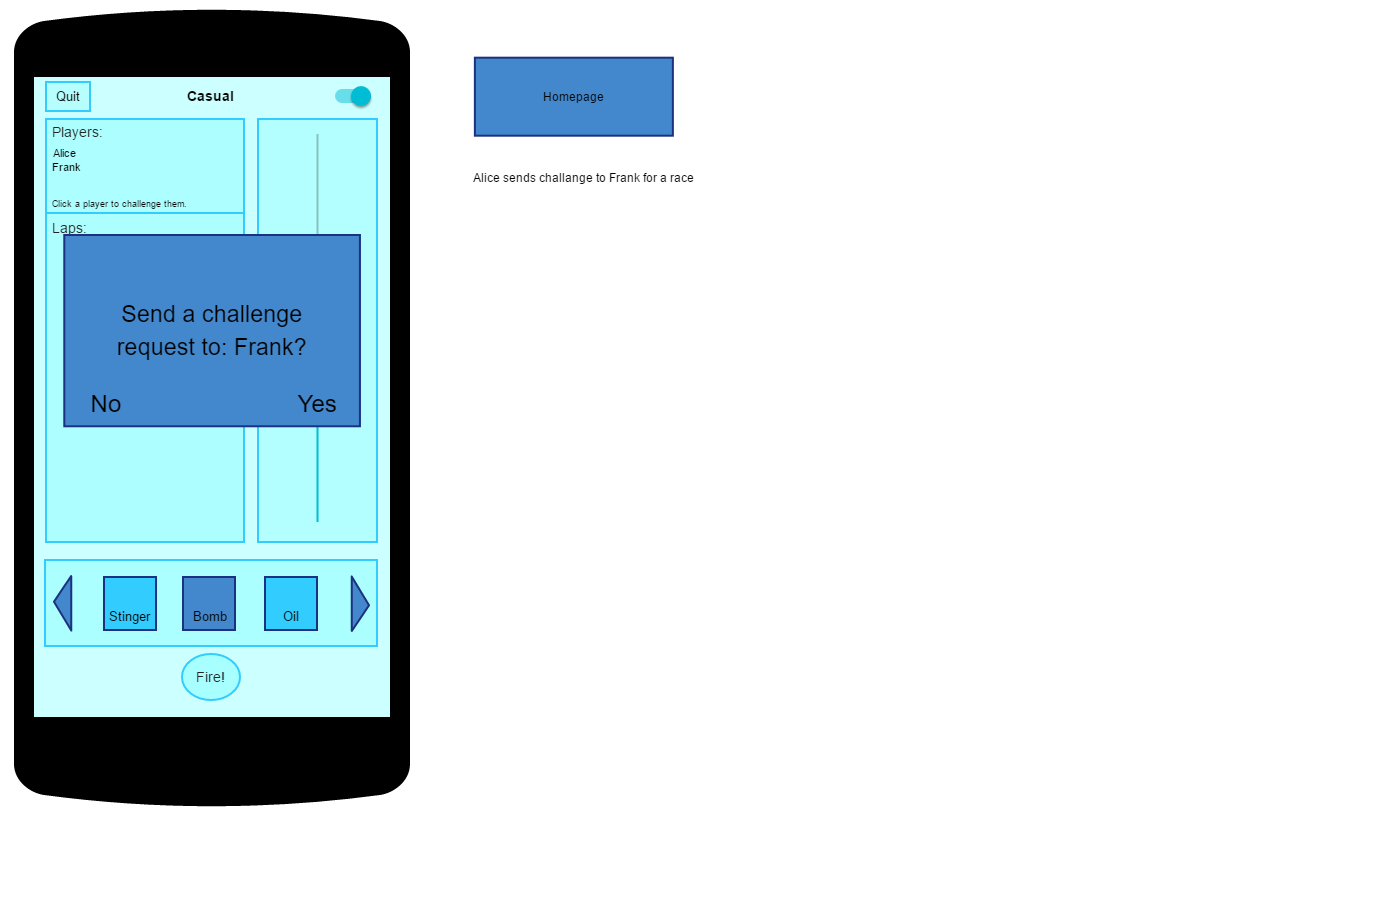 Quit
Casual
Players:
Alice
Frank
Click a player to challenge them.
Laps:
Send a challenge
request to: Frank?
No
Yes
Stinger
Bomb
Oil
Fire!
Homepage
Alice sends challange to Frank for a race